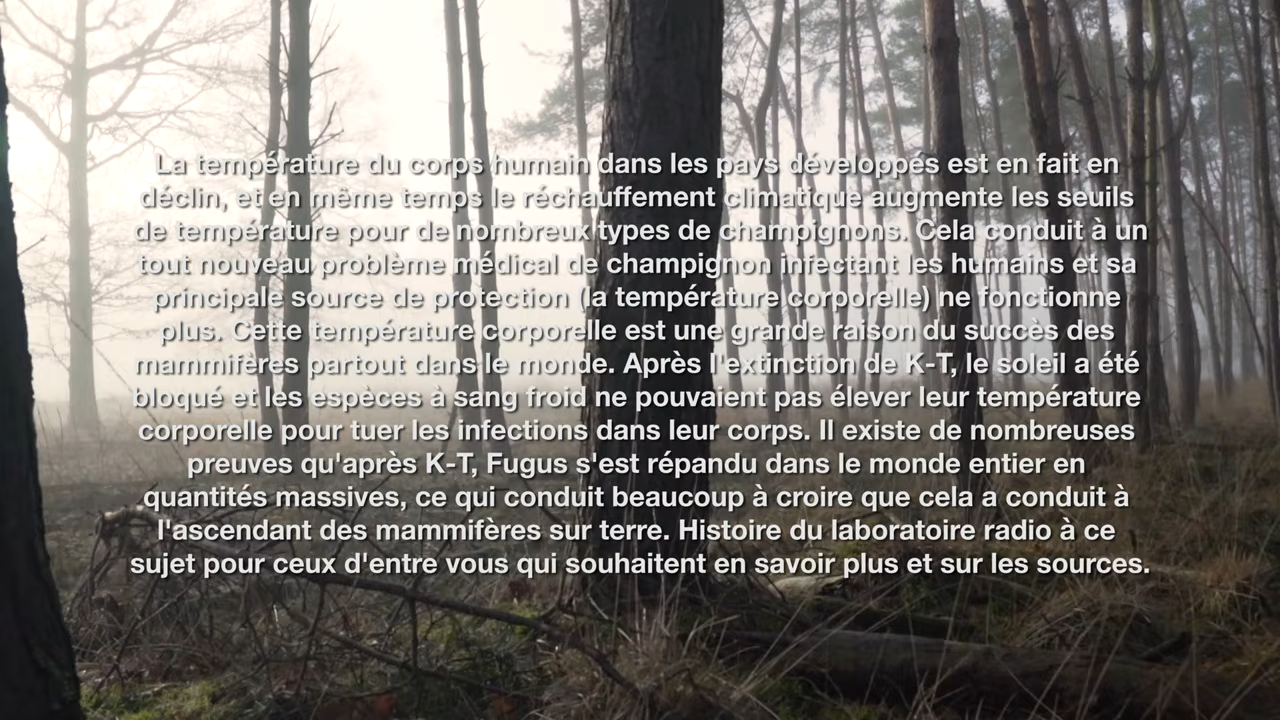 La température du corps humain dans les pays développés est en fait en
déclin, et en même temps le réchauffement climatique augmente les seuils
de température pour de nombreux types de champignons. Cela conduit à un
tout nouveau problème médical de champignon infectant les humains et sa
principale source de protection (la température corporelle) ne fonctionne
plus. Cette température corporelle est une grande raison du succès des
mammifères partout dans le monde. Après l'extinction de K-T, le soleil a été
bloqué et les espèces à sang froid ne pouvaient pas élever leur température
corporelle pour tuer les infections dans leur corps. Il existe de nombreuses
preuves qu'après K-T, Fugus s'est répandu dans le monde entier en
quantités massives, ce qui conduit beaucoup à croire que cela a conduit à
l'ascendant des mammifères sur terre. Histoire du laboratoire radio à ce
sujet pour ceux d'entre vous qui souhaitent en savoir plus et sur les sources.